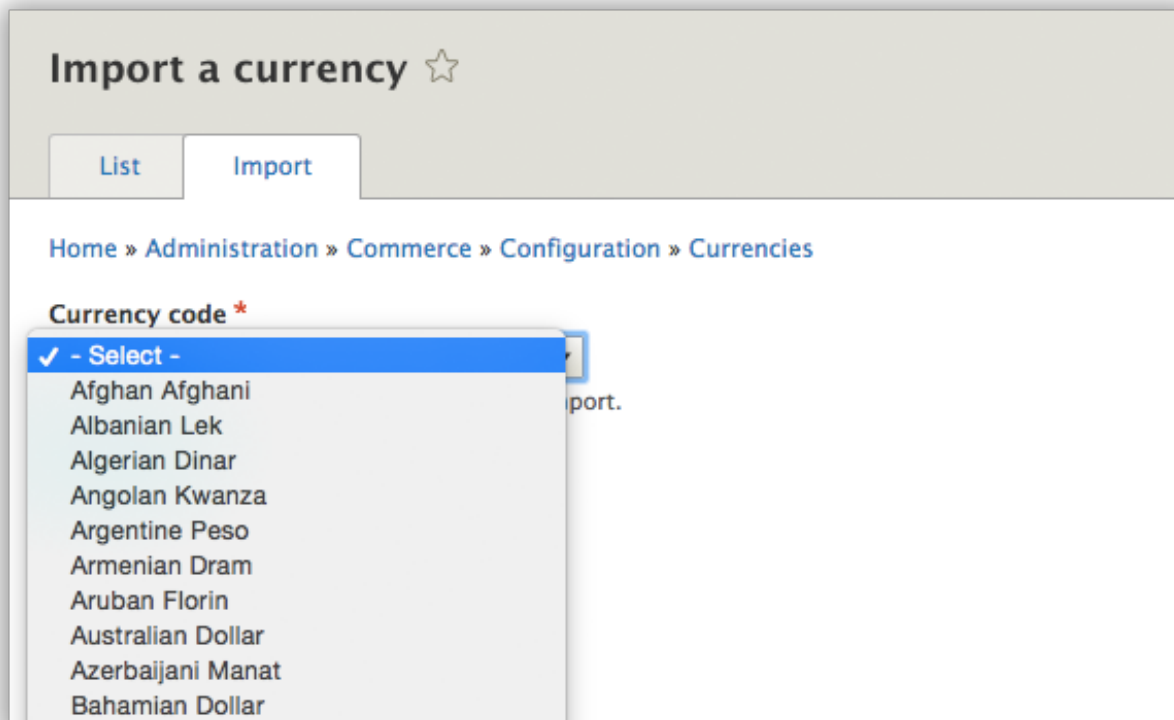 Import a currency
List Import
Home » Administration » Commerce » Configuration » Currencies
Currency code *
✓ - Select -
Afghan Afghani
port.
Albanian Lek
Algerian Dinar
Angolan Kwanza
Argentine Peso
Armenian Dram
Aruban Florin
Australian Dollar
Azerbaijani Manat
Bahamian Dollar